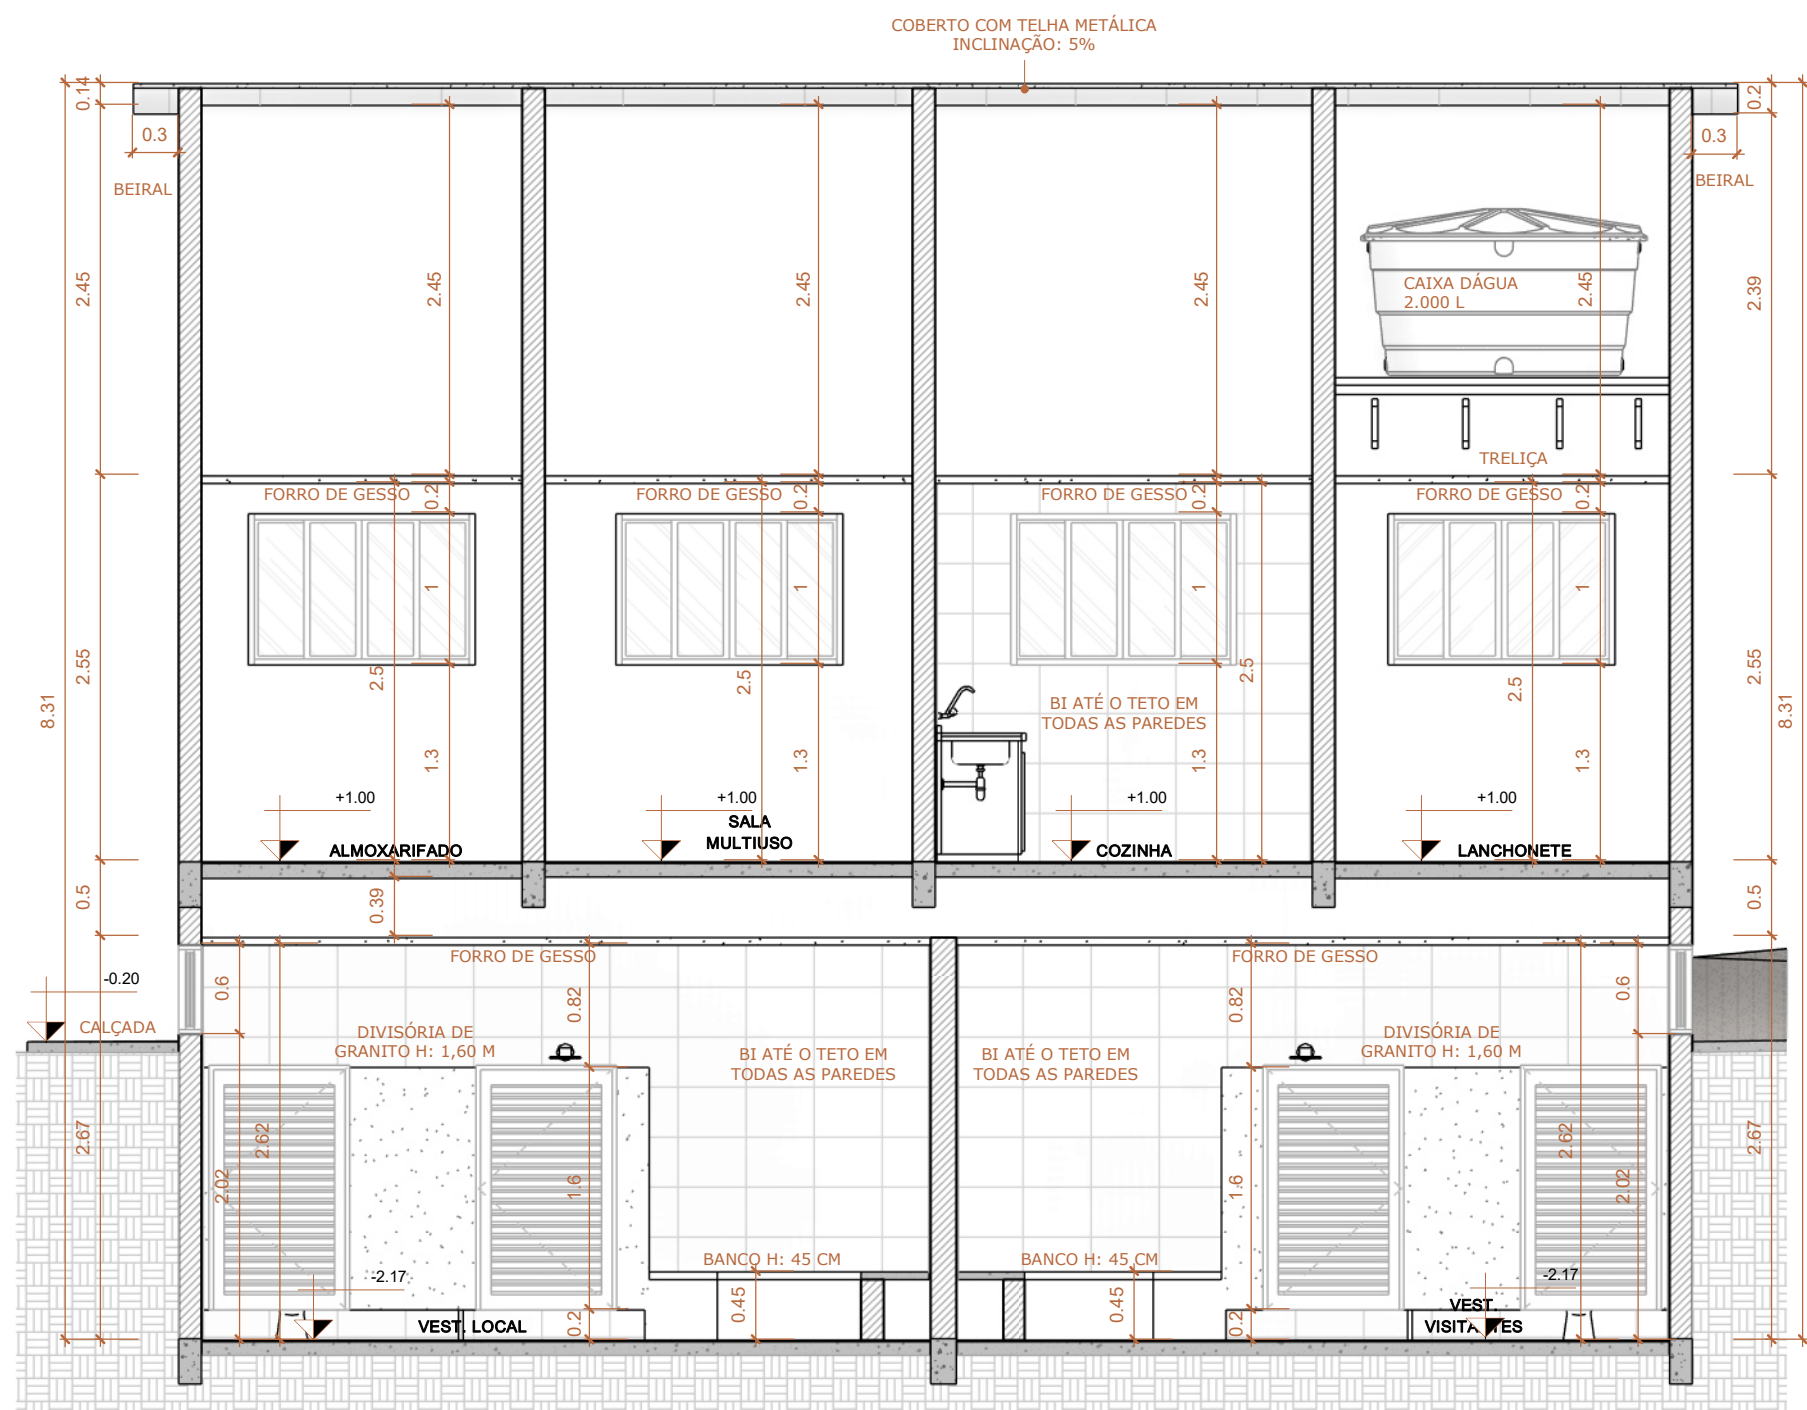 COBERTO COM TELHA METÁLICA
INCLINAÇÃO: 5%
0.14
0.2
0.3
0.3
BEIRAL
BEIRAL
2.45
2.45
2.45
2.45
2.45
2.39
CAIXA DÁGUA
2.000 L
TRELIÇA
FORRO DE GESSO
0.2
FORRO DE GESSO
0.2
FORRO DE GESSO
0.2
FORRO DE GESSO
0.2
1
1
1
1
8.31
2.55
2.5
2.5
2.5
2.5
2.55
8.31
BI ATÉ O TETO EM
TODAS AS PAREDES
1.3
1.3
1.3
1.3
+1.00
+1.00
+1.00
+1.00
ALMOXARIFADO
SALA
MULTIUSO
COZINHA
LANCHONETE
0.5
0.39
0.5
FORRO DE GESSO
FORRO DE GESSO
-0.20
CALÇADA
0.6
0.82
0.82
0.6
DIVISÓRIA DE
GRANITO H: 1,60 M
BI ATÉ O TETO EM
TODAS AS PAREDES
BI ATÉ O TETO EM
TODAS AS PAREDES
DIVISÓRIA DE
GRANITO H: 1,60 M
2.67
2.02
2.62
1.6
1.6
2.62
2.02
2.67
BANCO H: 45 CM
BANCO H: 45 CM
-2.17
-2.17
0.2
0.45
0.45
0.2
VEST. LOCAL
VEST.
VISITANTES